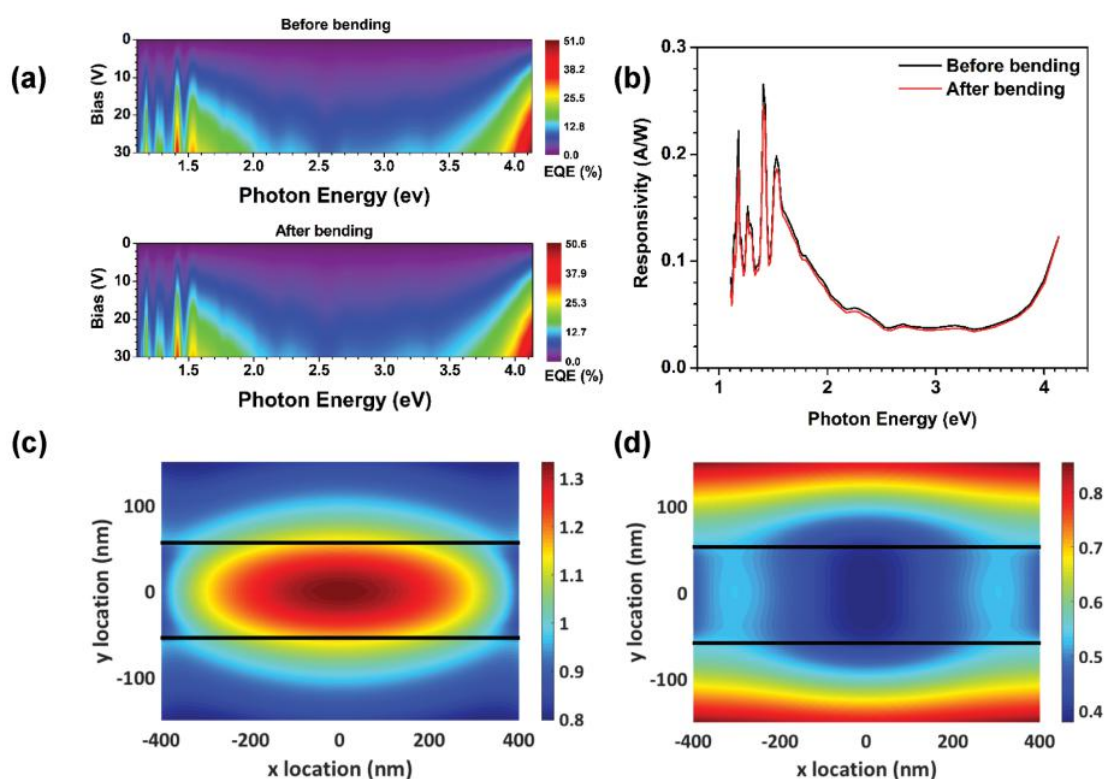 (a)
Before bending
Bias (V)
0
10
20
30
1.5 2.0 2.5 3.0 3.5 4.0
Photon Energy (ev)
51.0
38.2
25.5
12.8
0.0
EQE (%)
After bending
Bias (V)
0
10
20
30
1.5 2.0 2.5 3.0 3.5 4.0
Photon Energy (eV)
50.6
37.9
25.3
12.7
0.0
EQE (%)
(b)
Responsivity (A/W)
0.3
0.2
0.1
0.0
Before bending
After bending
1 2 3 4
Photon Energy (eV)
(c)
y location (nm)
100
0
-100
-400 -200 0 200 400
x location (nm)
1.3
1.2
1.1
1
0.9
0.8
(d)
y location (nm)
100
0
-100
-400 -200 0 200 400
x location (nm)
0.8
0.7
0.6
0.5
0.4